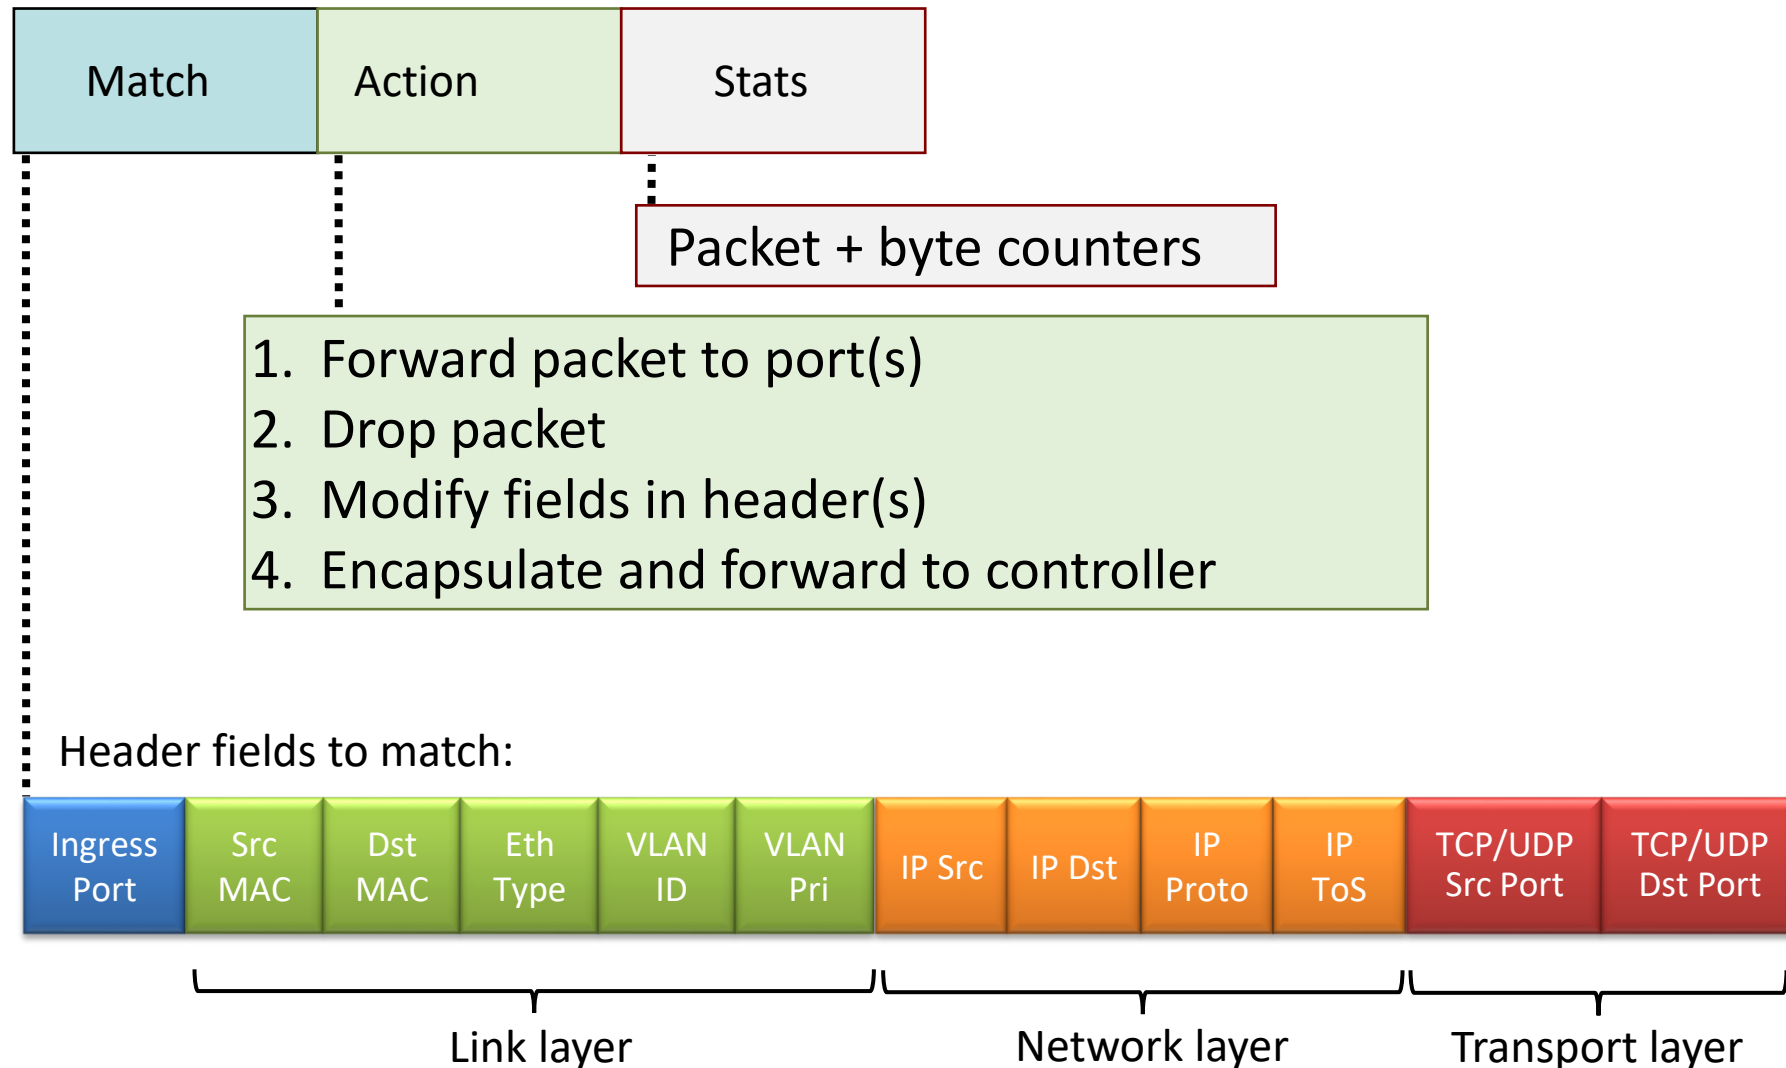 Match
Action
Stats
Packet + byte counters
1. Forward packet to port(s)
2. Drop packet
3. Modify fields in header(s)
4. Encapsulate and forward to controller
Header fields to match:
Ingress
Port
Src
MAC
Dst
MAC
Eth
Type
VLAN
ID
VLAN
Pri
IP Src
IP Dst
IP
Proto
IP
ToS
TCP/UDP
Src Port
TCP/UDP
Dst Port
Link layer
Network layer
Transport layer